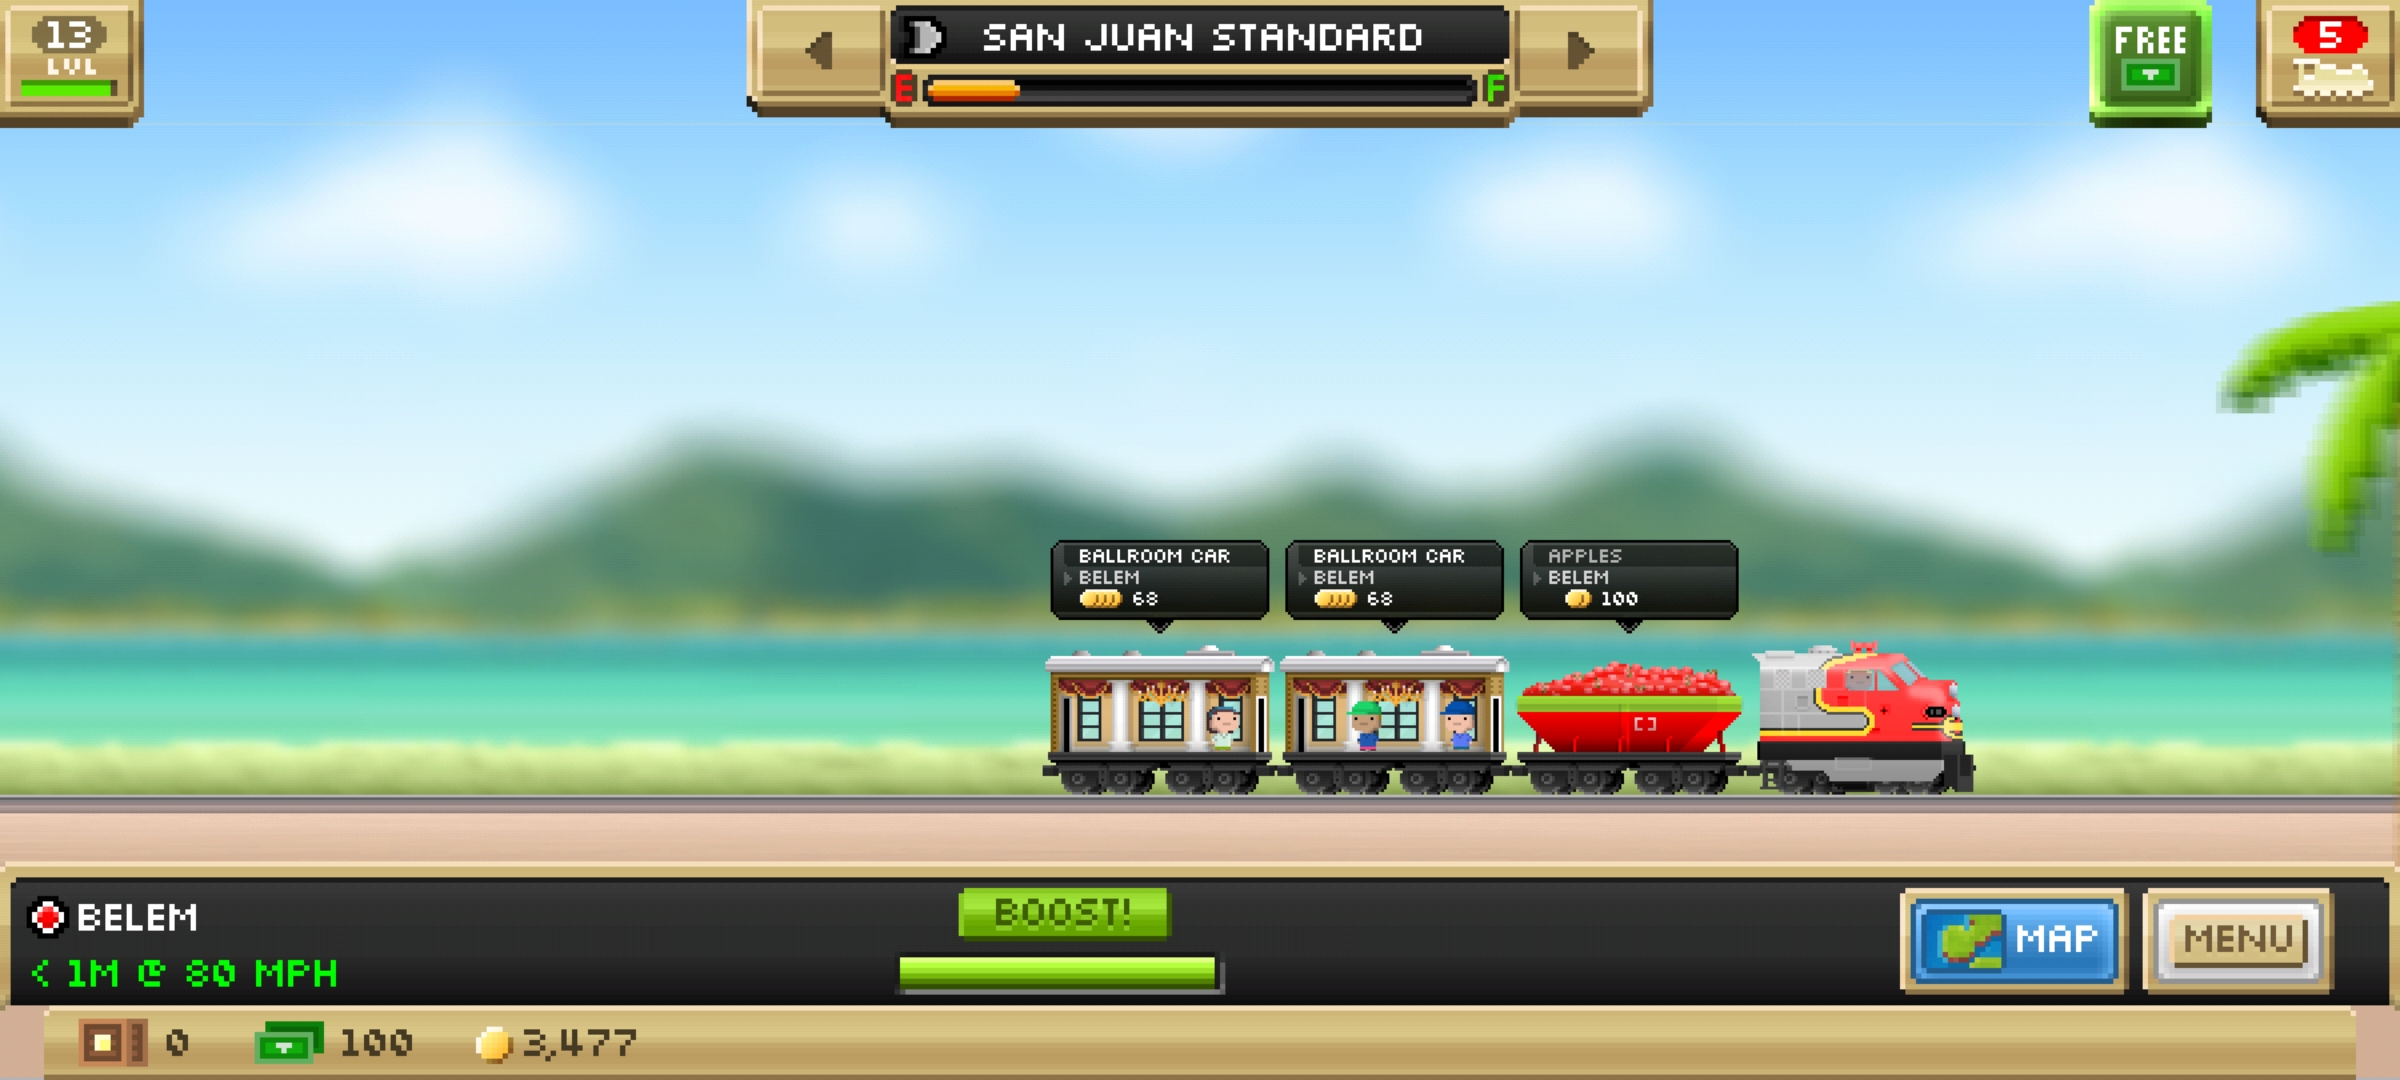 13
LVL
SAN JUAN STANDARD
E F
FREE
5
BALLROOM CAR
BELEM
68
BALLROOM CAR
BELEM
68
APPLES
BELEM
100
BELEM
< 1M @ 80 MPH
BOOST!
MAP
MENU
0 100 3,477